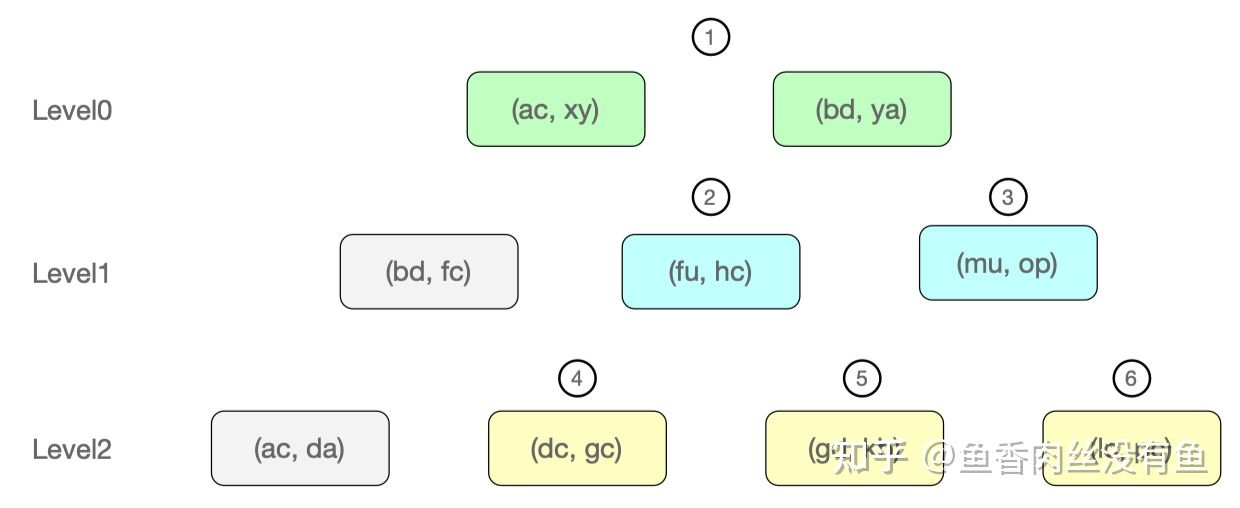 ①
Level0 (ac, xy) (bd, ya)
② ③
Level1 (bd, fc) (fu, hc) (mu, op)
④ ⑤ ⑥
Level2 (ac, da) (dc, gc)
知乎 @鱼香肉丝没有鱼